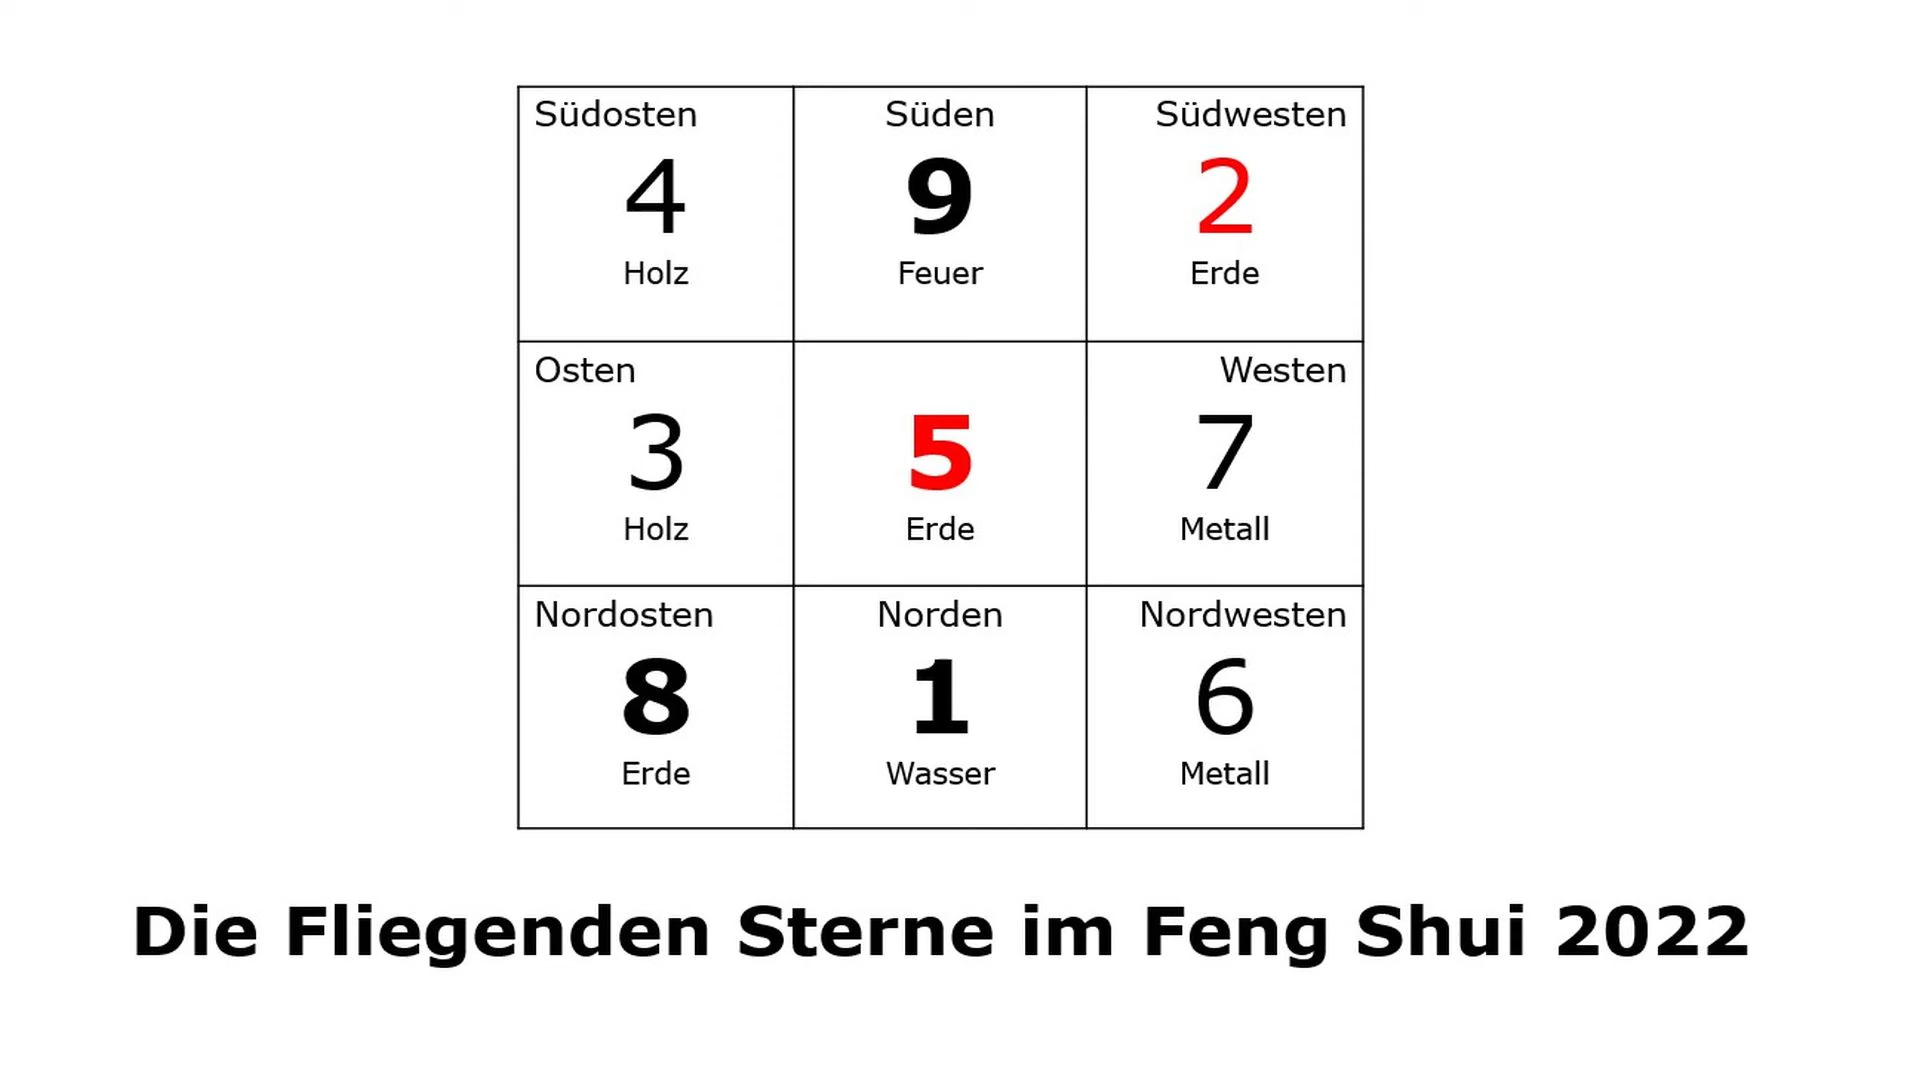 Südosten Süden Südwesten
4 9 2
Holz Feuer Erde
Osten Westen
3 5 7
Holz Erde Metall
Nordosten Norden Nordwesten
8 1 6
Erde Wasser Metall
Die Fliegenden Sterne im Feng Shui 2022